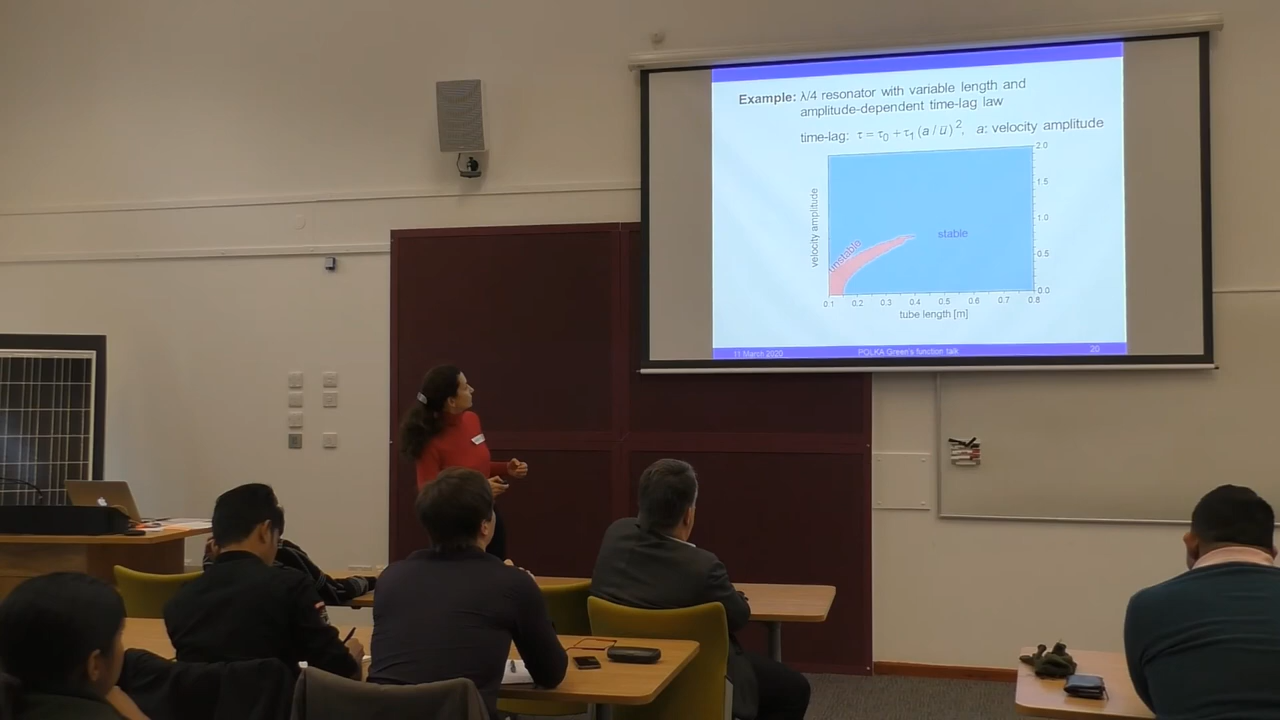 Example: λ/4 resonator with variable length and
amplitude-dependent time-lag law
time-lag: τ = τ₀ + τ₁ (a / ū)², a: velocity amplitude
2.0
1.5
1.0
0.5
0.0
velocity amplitude
unstable
stable
0.1 0.2 0.3 0.4 0.5 0.6 0.7 0.8
tube length [m]
11 March 2020 POLKA Green's function talk 20